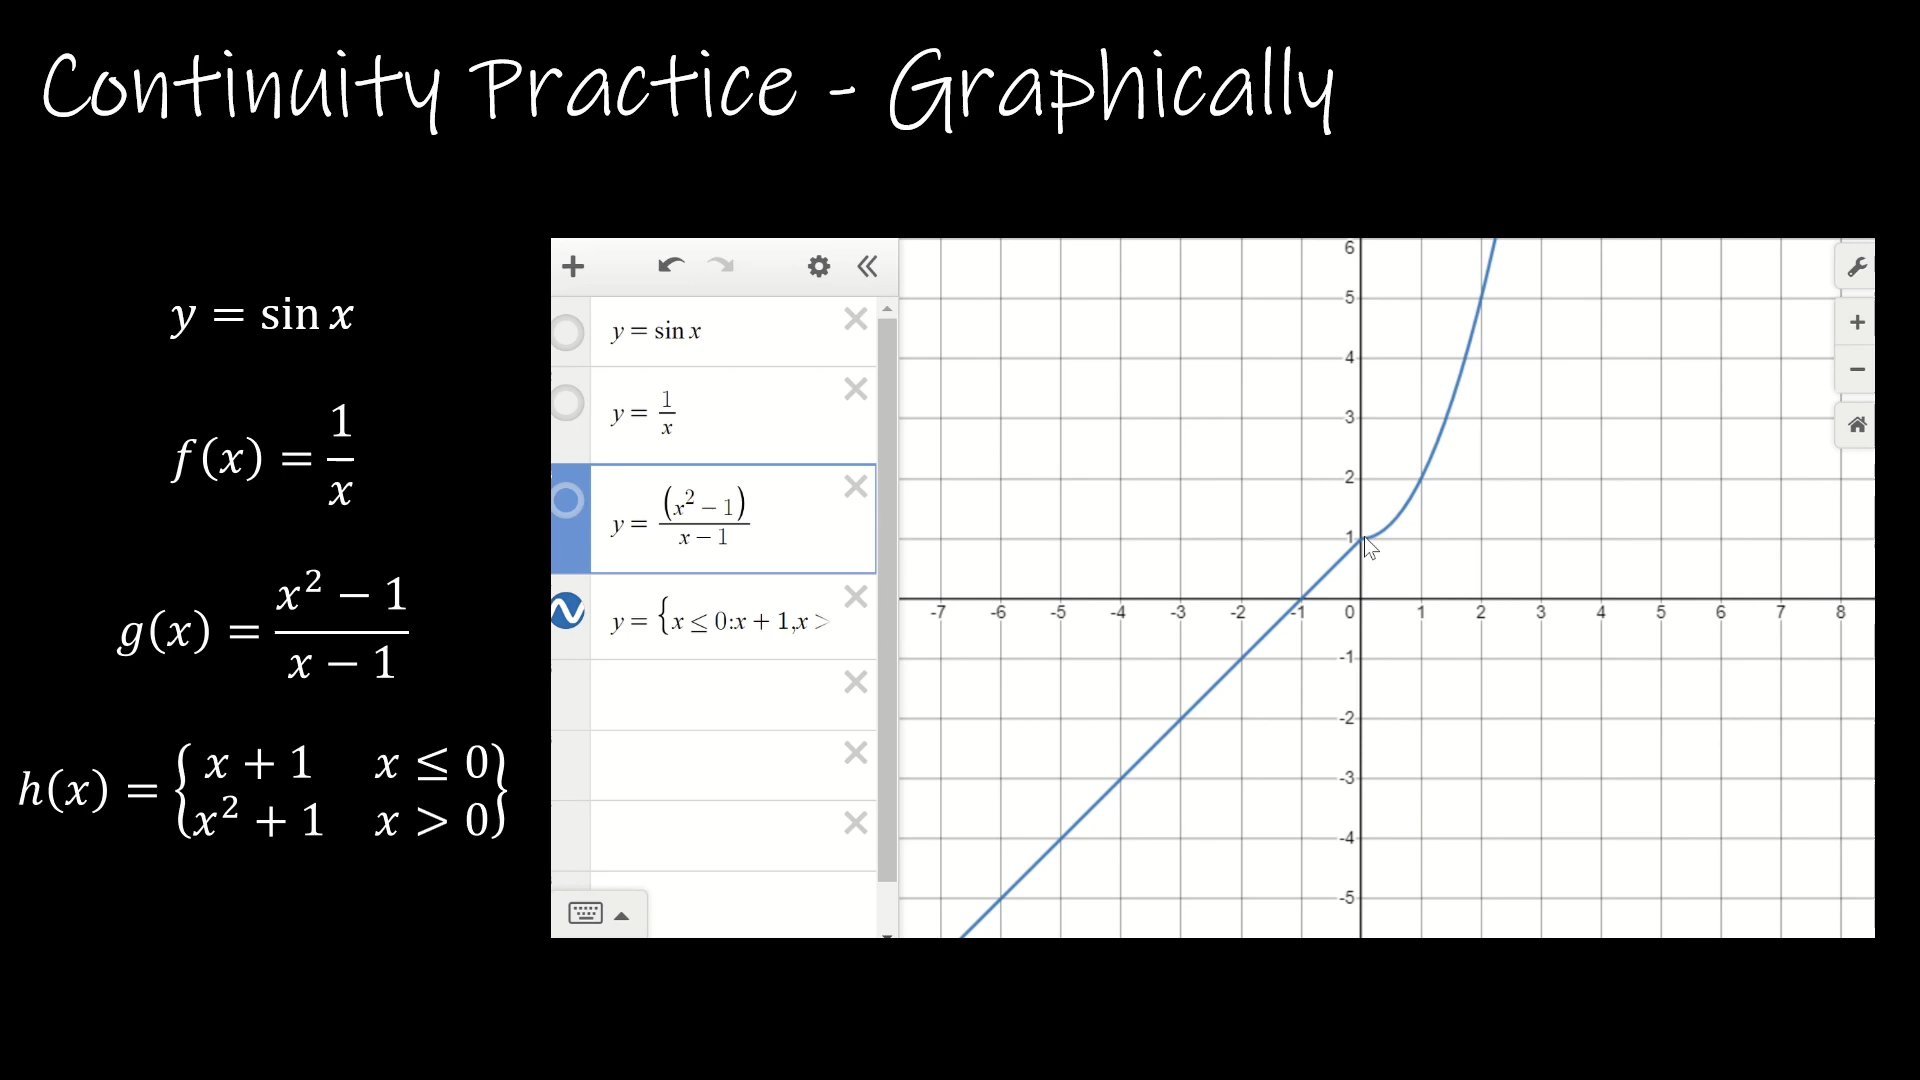 Continuity Practice - Graphically
y = sin x
f(x) = 1/x
g(x) = x² − 1 / x − 1
h(x) = { x + 1 x ≤ 0
x² + 1 x > 0 }
y = sin x
y = 1/x
y = (x² − 1) / x − 1
y = {x ≤ 0:x + 1,x >
6
5
4
3
2
1
-7 -6 -5 -4 -3 -2 -1 0 1 2 3 4 5 6 7 8
-1
-2
-3
-4
-5